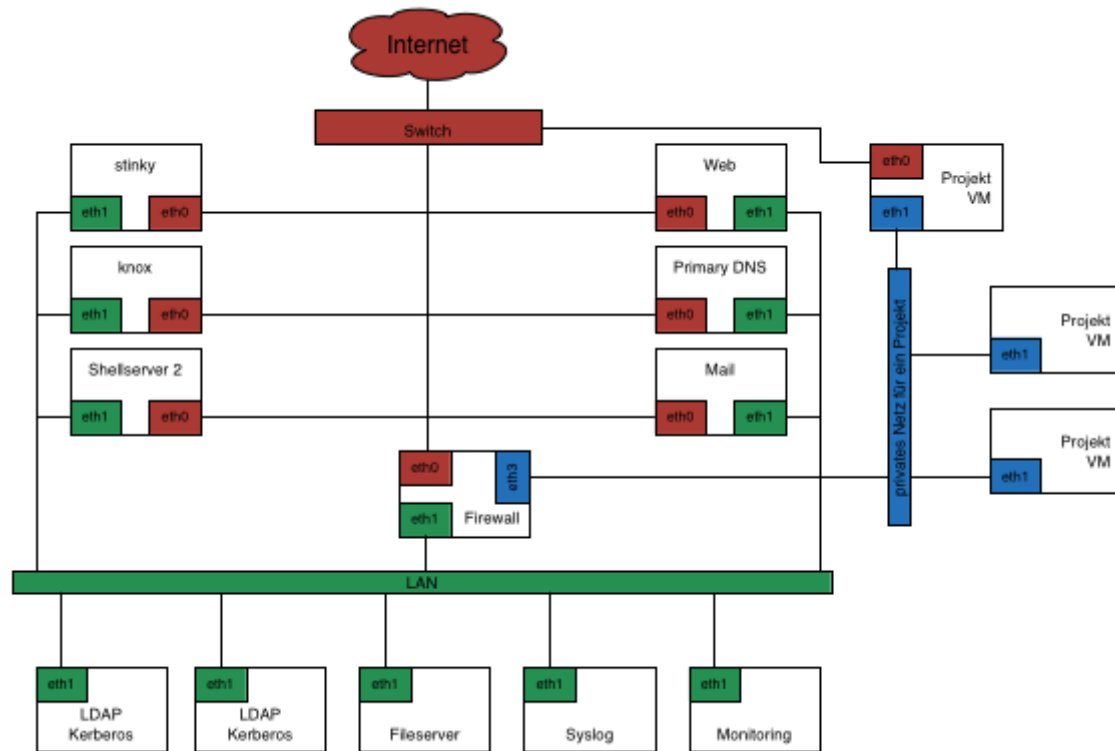 Internet
Switch
stinky
eth1
eth0
Web
eth0
eth1
eth0
Projekt
VM
eth1
knox
eth1
eth0
Primary DNS
eth0
eth1
privates Netz für ein Projekt
Projekt
VM
eth1
Shellserver 2
eth1
eth0
Mail
eth0
eth1
Projekt
VM
eth1
eth0
eth3
eth1
Firewall
LAN
eth1
LDAP
Kerberos
eth1
LDAP
Kerberos
eth1
Fileserver
eth1
Syslog
eth1
Monitoring